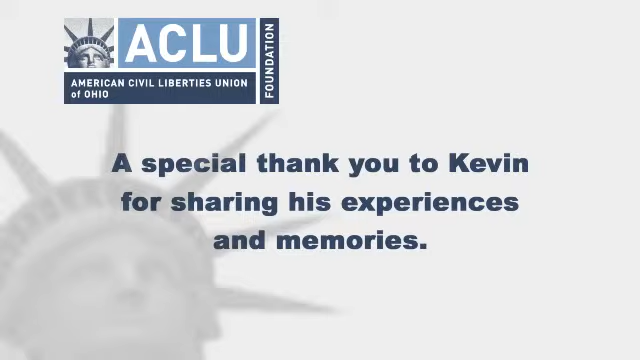 ACLU
AMERICAN CIVIL LIBERTIES UNION
of OHIO
FOUNDATION
A special thank you to Kevin
for sharing his experiences
and memories.